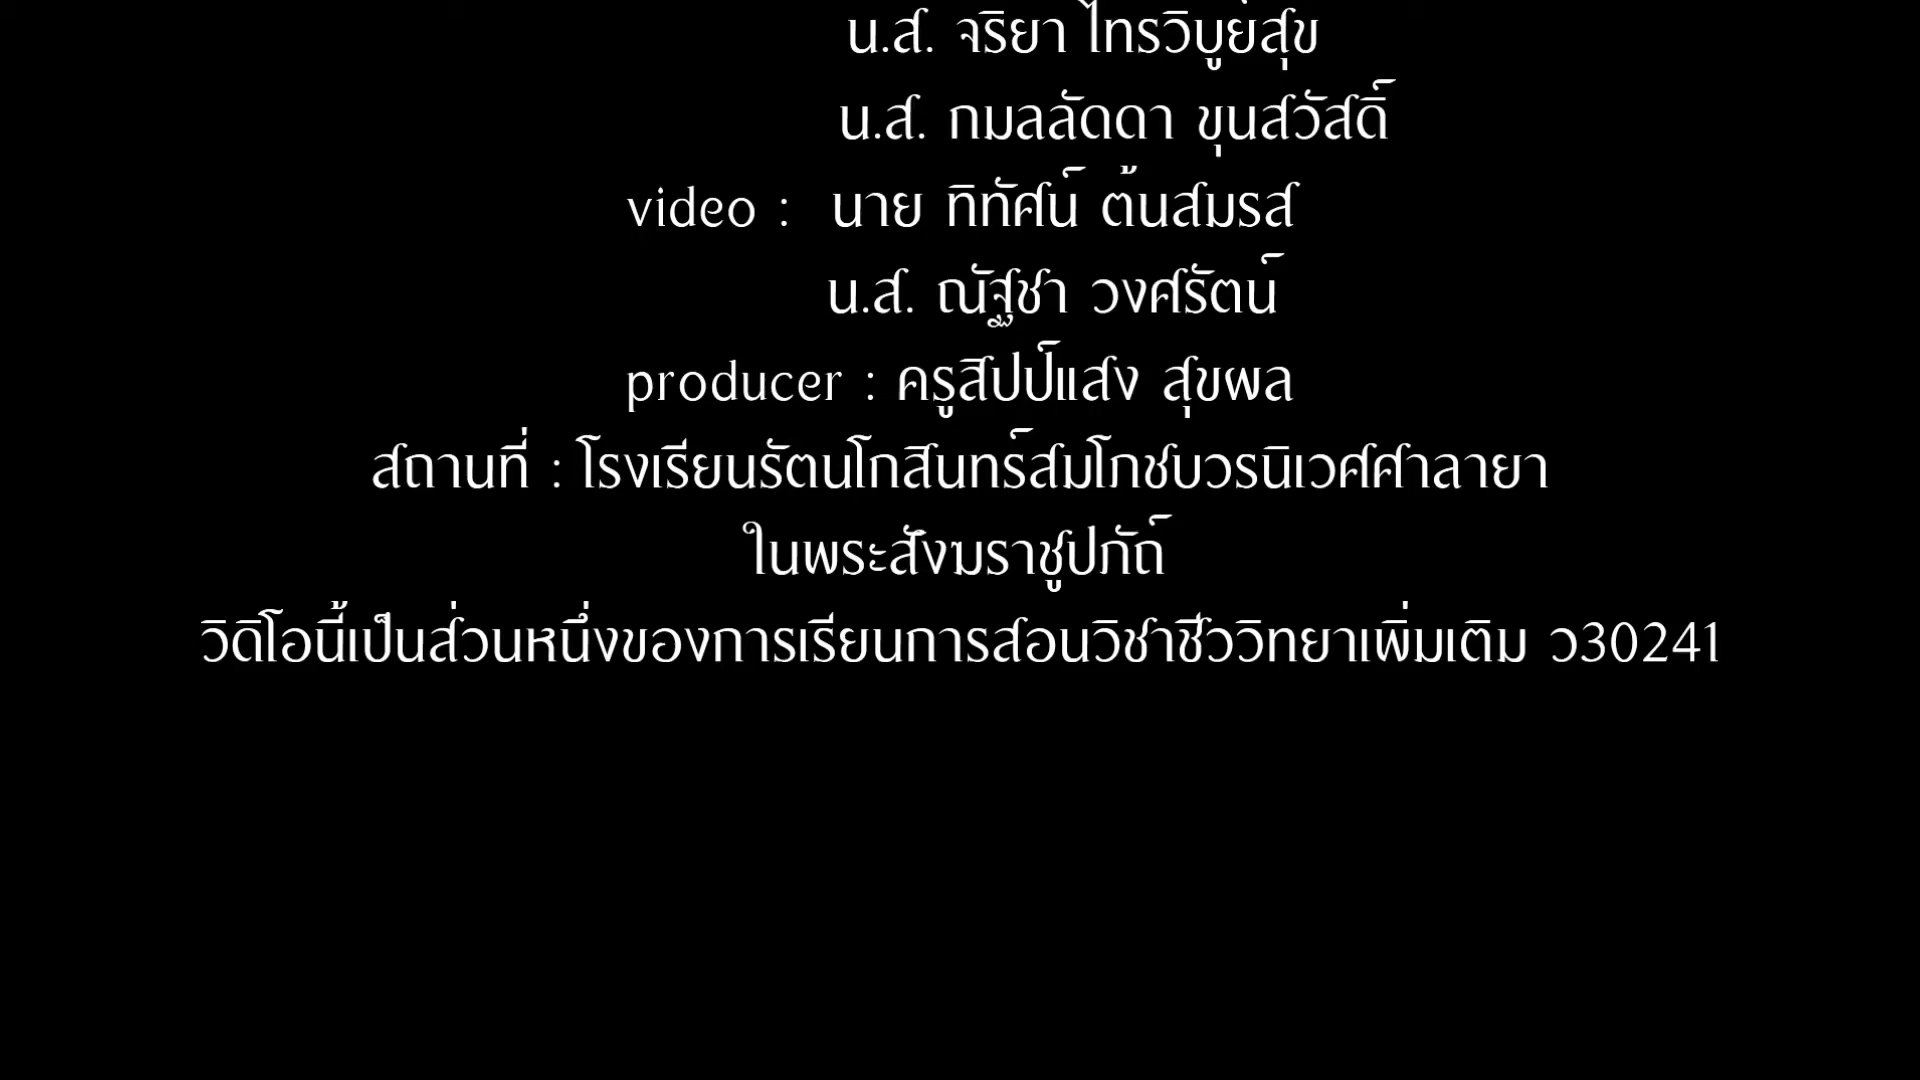 น.ส. จริยา ไทรวิบูย์สุข
น.ส. กมลลัดดา ขุนสวัสดิ์
video : นาย ทิทัศน์ ต้นสมรส
น.ส. ณัฐชา วงศรัตน์
producer : ครูสิปป์แสง สุขผล
สถานที่ : โรงเรียนรัตนโกสินทร์สมโภชบวรนิเวศศาลายา
ในพระสังฆราชูปภัถ์
วิดิโอนี้เป็นส่วนหนึ่งของการเรียนการสอนวิชาชีววิทยาเพิ่มเติม ว30241